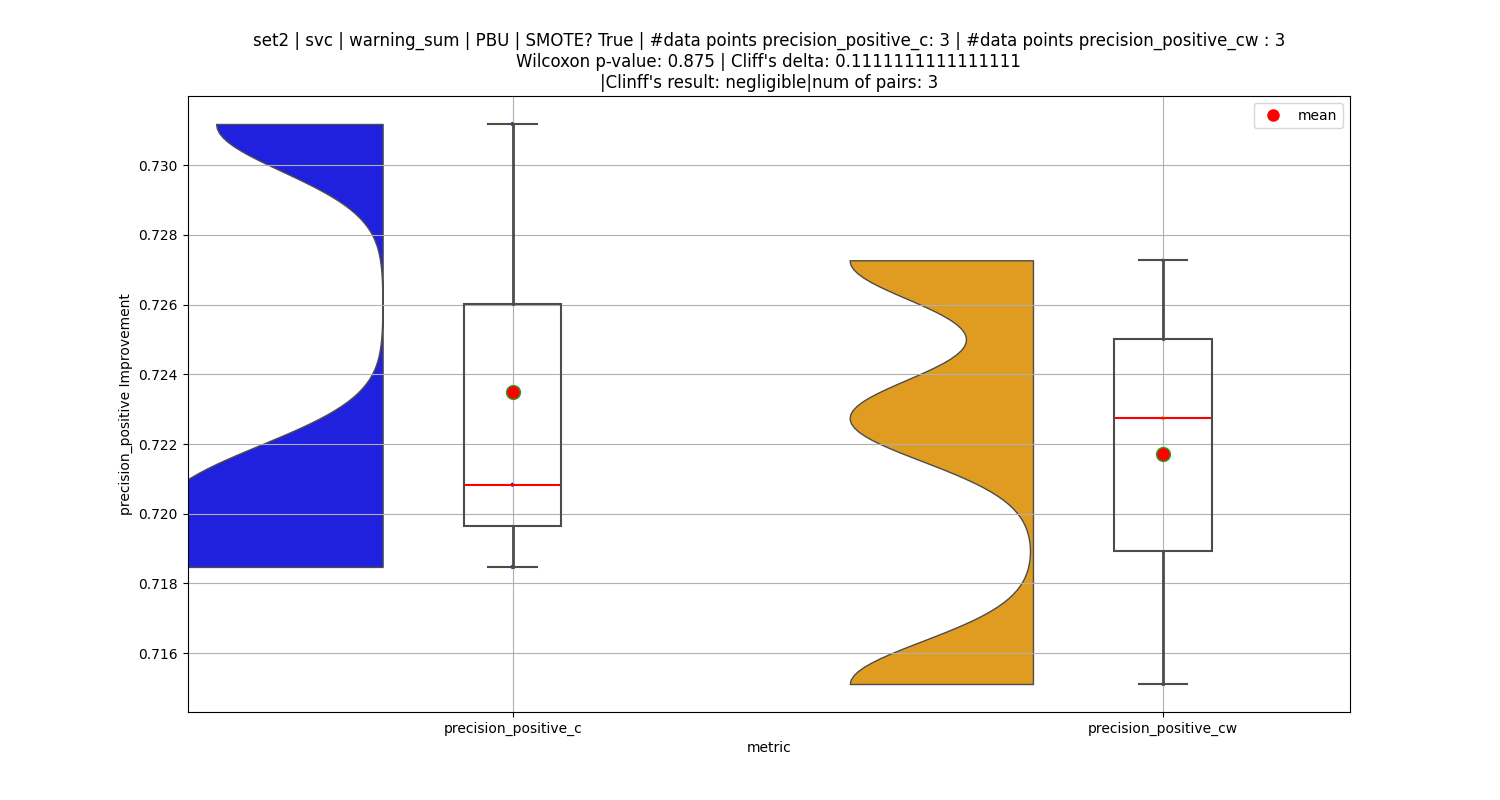 set2 | svc | warning_sum | PBU | SMOTE? True | #data points precision_positive_c: 3 | #data points precision_positive_cw : 3
Wilcoxon p-value: 0.875 | Cliff's delta: 0.1111111111111111
|Clinff's result: negligible|num of pairs: 3
mean
0.730
0.728
0.726
0.724
0.722
0.720
0.718
0.716
precision_positive Improvement
precision_positive_c
precision_positive_cw
metric